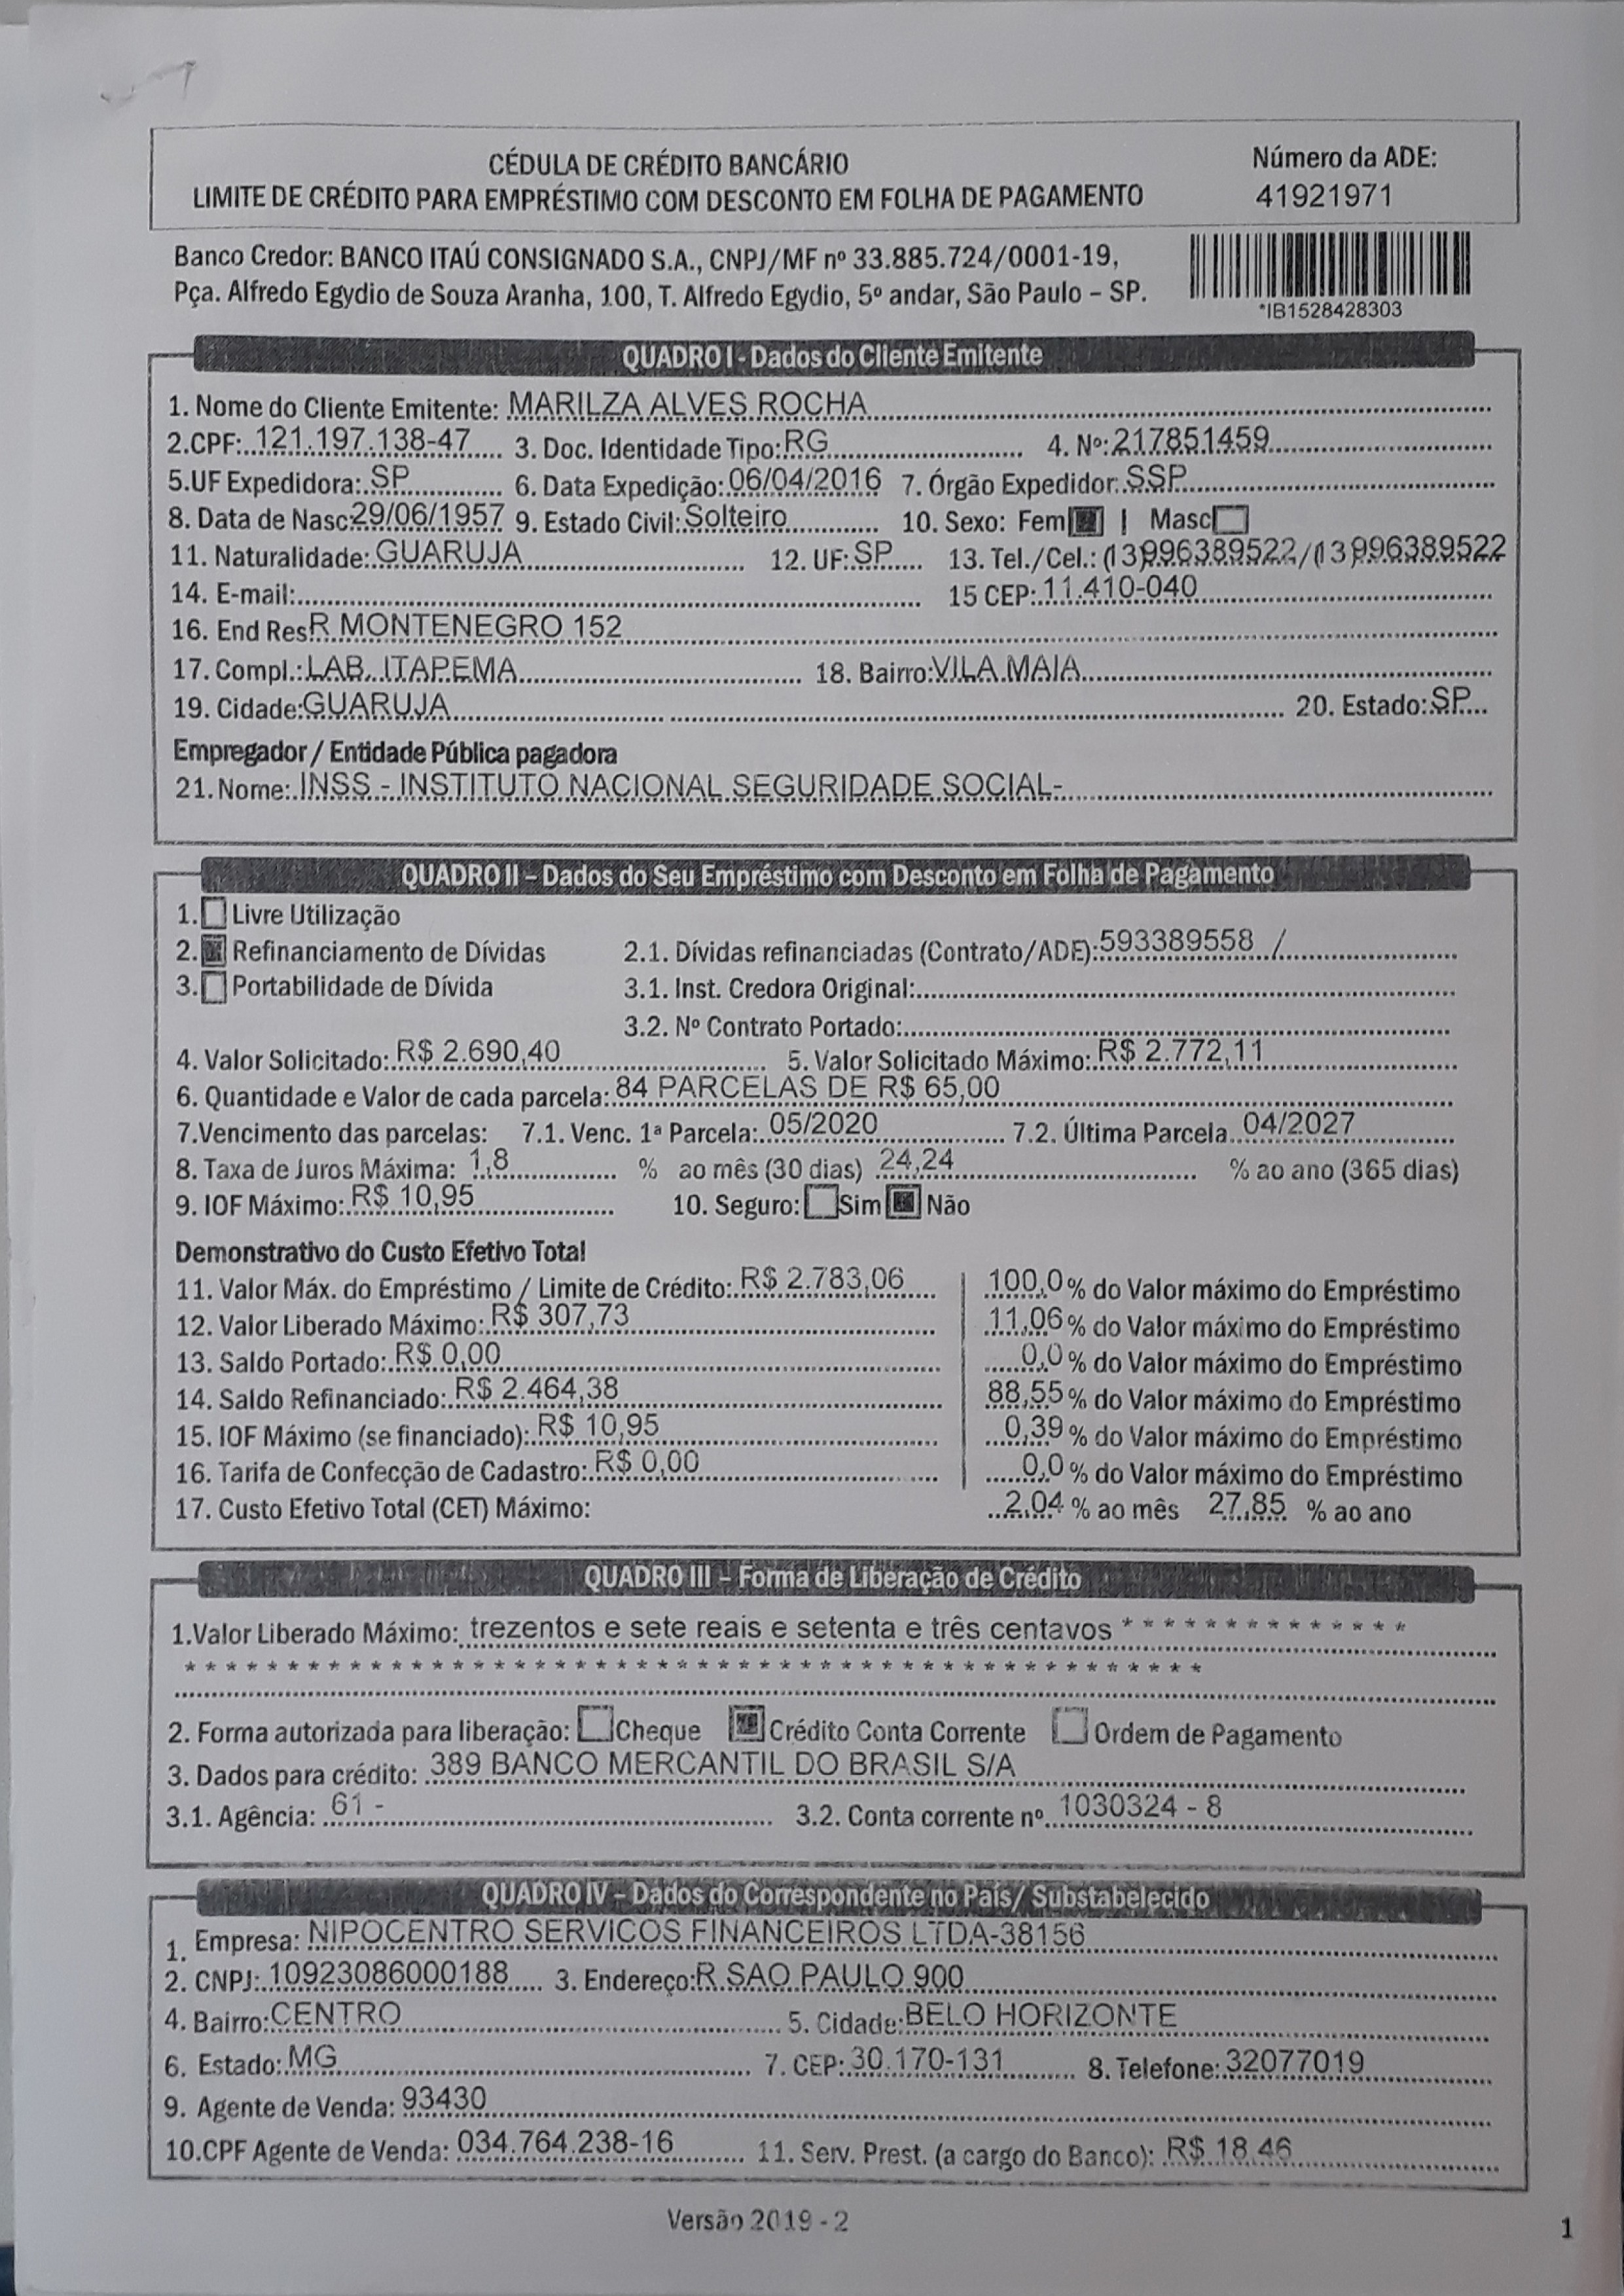 CÉDULA DE CRÉDITO BANCÁRIO
LIMITE DE CRÉDITO PARA EMPRÉSTIMO COM DESCONTO EM FOLHA DE PAGAMENTO
Número da ADE:
41921971
Banco Credor: BANCO ITAÚ CONSIGNADO S.A., CNPJ/MF nº 33.885.724/0001-19,
Pça. Alfredo Egydio de Souza Aranha, 100, T. Alfredo Egydio, 5º andar, São Paulo – SP.
*IB1528428303
QUADRO I - Dados do Cliente Emitente
1. Nome do Cliente Emitente: MARILZA ALVES ROCHA
2.CPF: 121.197.138-47 3. Doc. Identidade Tipo: RG 4. Nº: 217851459
5.UF Expedidora: SP 6. Data Expedição: 06/04/2016 7. Órgão Expedidor: SSP
8. Data de Nasc: 29/06/1957 9. Estado Civil: Solteiro 10. Sexo: Fem | Masc
11. Naturalidade: GUARUJA 12. UF: SP 13. Tel./Cel.: (13)996389522/(13)996389522
14. E-mail: 15 CEP: 11.410-040
16. End Res R MONTENEGRO 152
17. Compl.: LAB. ITAPEMA 18. Bairro: VILA MAIA
19. Cidade: GUARUJA 20. Estado: SP
Empregador / Entidade Pública pagadora
21. Nome: INSS - INSTITUTO NACIONAL SEGURIDADE SOCIAL-
QUADRO II – Dados do Seu Empréstimo com Desconto em Folha de Pagamento
1. Livre Utilização
2. Refinanciamento de Dívidas 2.1. Dívidas refinanciadas (Contrato/ADE): 593389558 /
3. Portabilidade de Dívida 3.1. Inst. Credora Original:
3.2. Nº Contrato Portado:
4. Valor Solicitado: R$ 2.690,40 5. Valor Solicitado Máximo: R$ 2.772,11
6. Quantidade e Valor de cada parcela: 84 PARCELAS DE R$ 65,00
7.Vencimento das parcelas: 7.1. Venc. 1ª Parcela: 05/2020 7.2. Última Parcela 04/2027
8. Taxa de Juros Máxima: 1,8 % ao mês (30 dias) 24,24 % ao ano (365 dias)
9. IOF Máximo: R$ 10,95 10. Seguro: Sim Não
Demonstrativo do Custo Efetivo Total
11. Valor Máx. do Empréstimo / Limite de Crédito: R$ 2.783,06 100,0 % do Valor máximo do Empréstimo
12. Valor Liberado Máximo: R$ 307,73 11,06 % do Valor máximo do Empréstimo
13. Saldo Portado: R$ 0,00 0,0 % do Valor máximo do Empréstimo
14. Saldo Refinanciado: R$ 2.464,38 88,55 % do Valor máximo do Empréstimo
15. IOF Máximo (se financiado): R$ 10,95 0,39 % do Valor máximo do Empréstimo
16. Tarifa de Confecção de Cadastro: R$ 0,00 0,0 % do Valor máximo do Empréstimo
17. Custo Efetivo Total (CET) Máximo: 2,04 % ao mês 27,85 % ao ano
QUADRO III – Forma de Liberação de Crédito
1.Valor Liberado Máximo: trezentos e sete reais e setenta e três centavos * * * * * * * * * * * * * *
* * * * * * * * * * * * * * * * * * * * * * * * * * * * * * * * * * * * * * * * * * * * * * * * * *
2. Forma autorizada para liberação: Cheque Crédito Conta Corrente Ordem de Pagamento
3. Dados para crédito: 389 BANCO MERCANTIL DO BRASIL S/A
3.1. Agência: 61 - 3.2. Conta corrente nº 1030324 - 8
QUADRO IV – Dados do Correspondente no País/ Substabelecido
1. Empresa: NIPOCENTRO SERVICOS FINANCEIROS LTDA-38156
2. CNPJ: 10923086000188 3. Endereço: R SAO PAULO 900
4. Bairro: CENTRO 5. Cidade: BELO HORIZONTE
6. Estado: MG 7. CEP: 30.170-131 8. Telefone: 32077019
9. Agente de Venda: 93430
10.CPF Agente de Venda: 034.764.238-16 11. Serv. Prest. (a cargo do Banco): R$ 18,46
Versão 2019 - 2
1